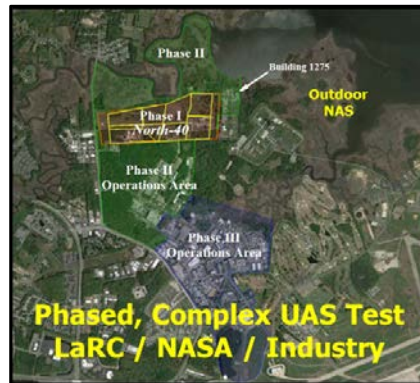 Phase II
Building 1275
Outdoor
NAS
Phase I
North-40
Phase II
Operations Area
Phase III
Operations Area
Phased, Complex UAS Test
LaRC / NASA / Industry